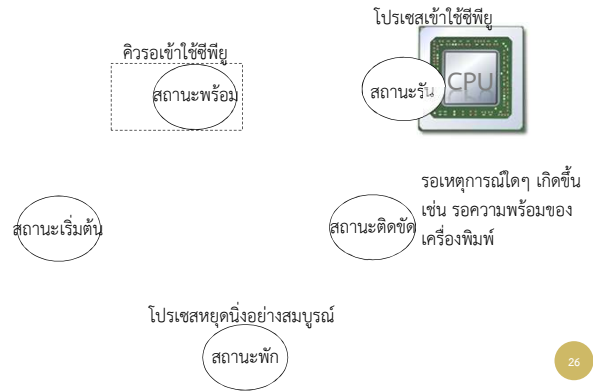 โปรเซสเข้าใช้ซีพียู
คิวรอเข้าใช้ซีพียู
สถานะพร้อม
สถานะรัน
CPU
รอเหตุการณ์ใดๆ เกิดขึ้น
เช่น รอความพร้อมของ
เครื่องพิมพ์
สถานะเริ่มต้น
สถานะติดขัด
โปรเซสหยุดนิ่งอย่างสมบูรณ์
สถานะพัก
26